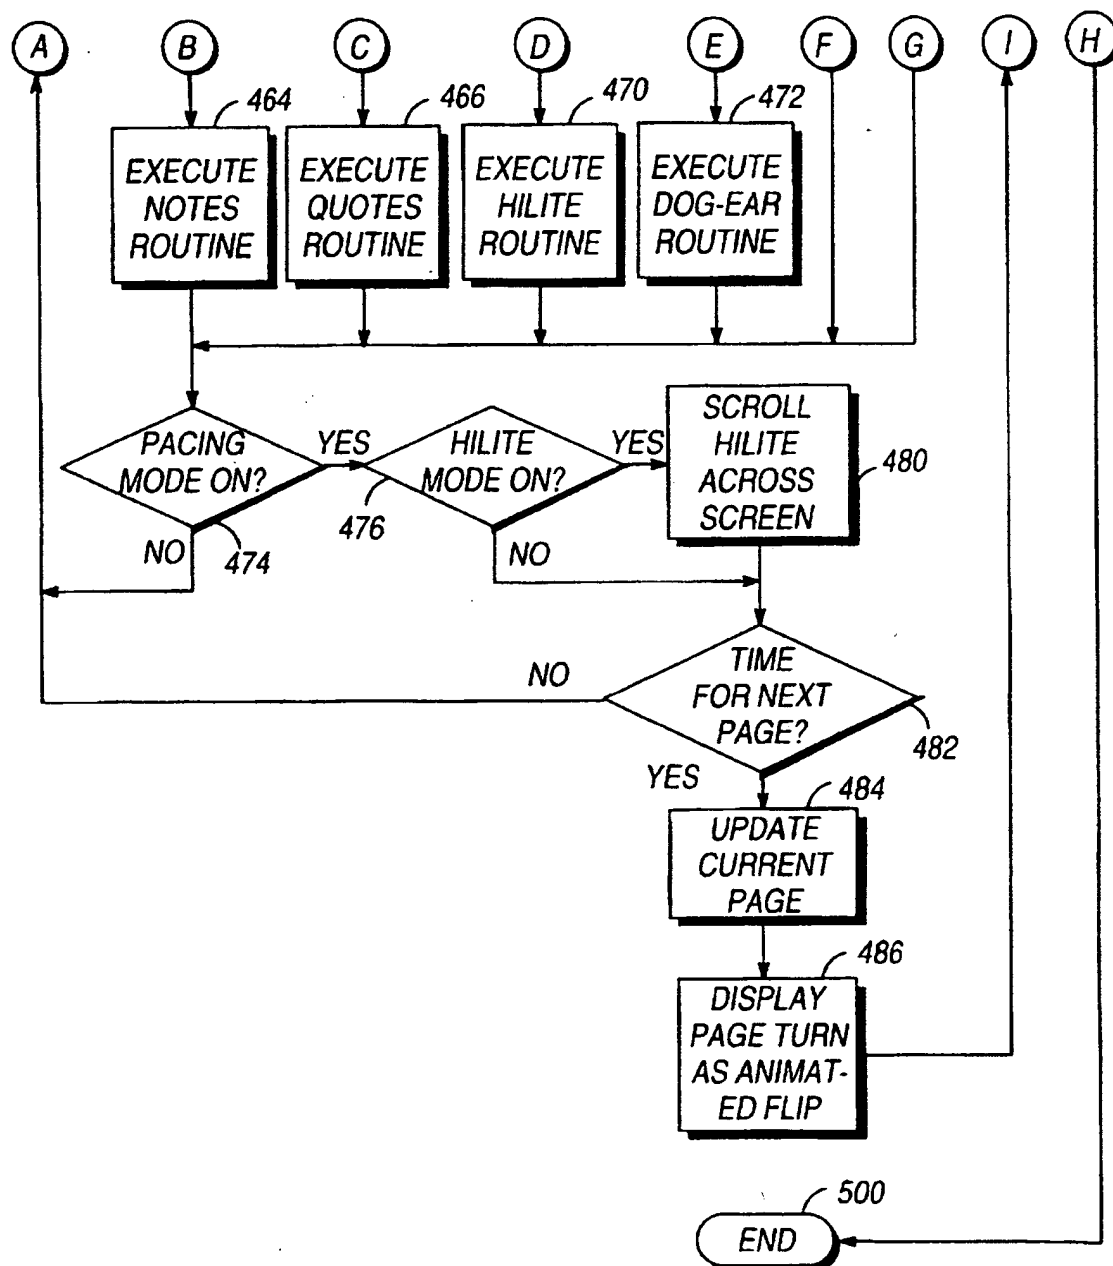 A B C D E F G I H
464 466 470 472
EXECUTE
NOTES
ROUTINE
EXECUTE
QUOTES
ROUTINE
EXECUTE
HILITE
ROUTINE
EXECUTE
DOG-EAR
ROUTINE
PACING
MODE ON?
YES
474
NO
HILITE
MODE ON?
YES
476
NO
SCROLL
HILITE
ACROSS
SCREEN
480
TIME
FOR NEXT
PAGE?
NO
482
YES
484
UPDATE
CURRENT
PAGE
486
DISPLAY
PAGE TURN
AS ANIMAT-
ED FLIP
500
END